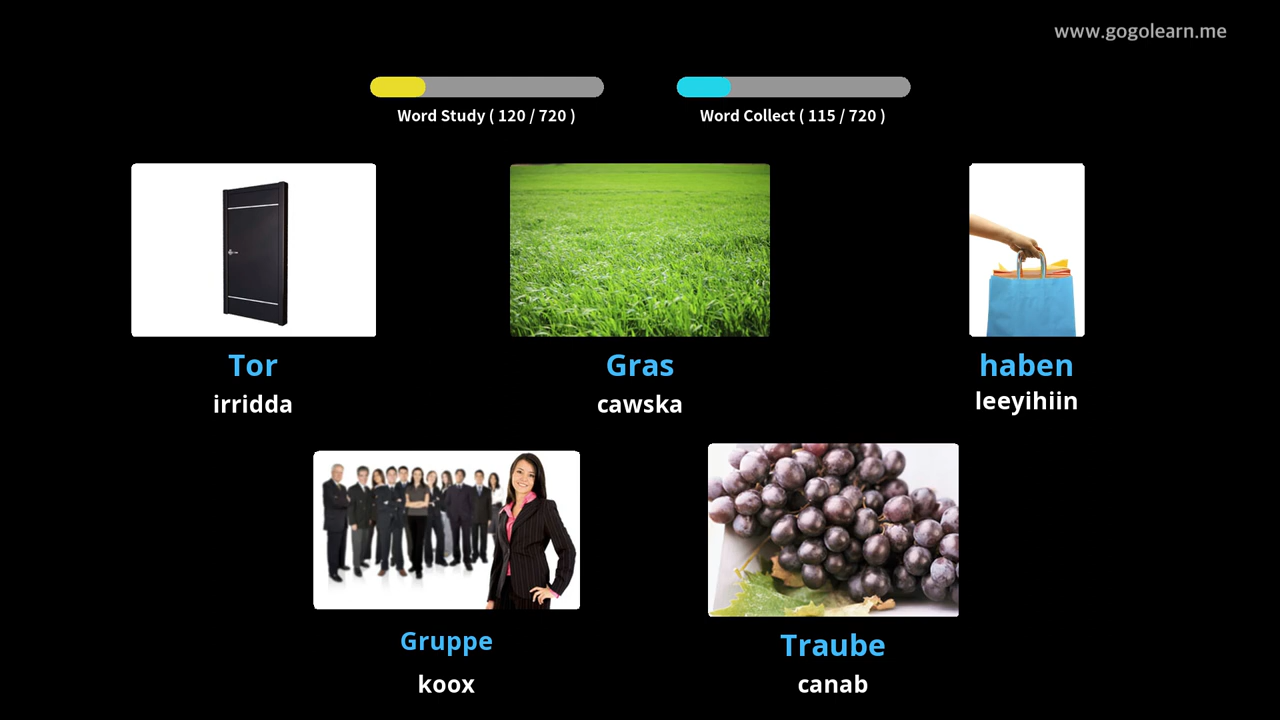 www.gogolearn.me
Word Study ( 120 / 720 )
Word Collect ( 115 / 720 )
Tor
irridda
Gras
cawska
haben
leeyihiin
Gruppe
koox
Traube
canab